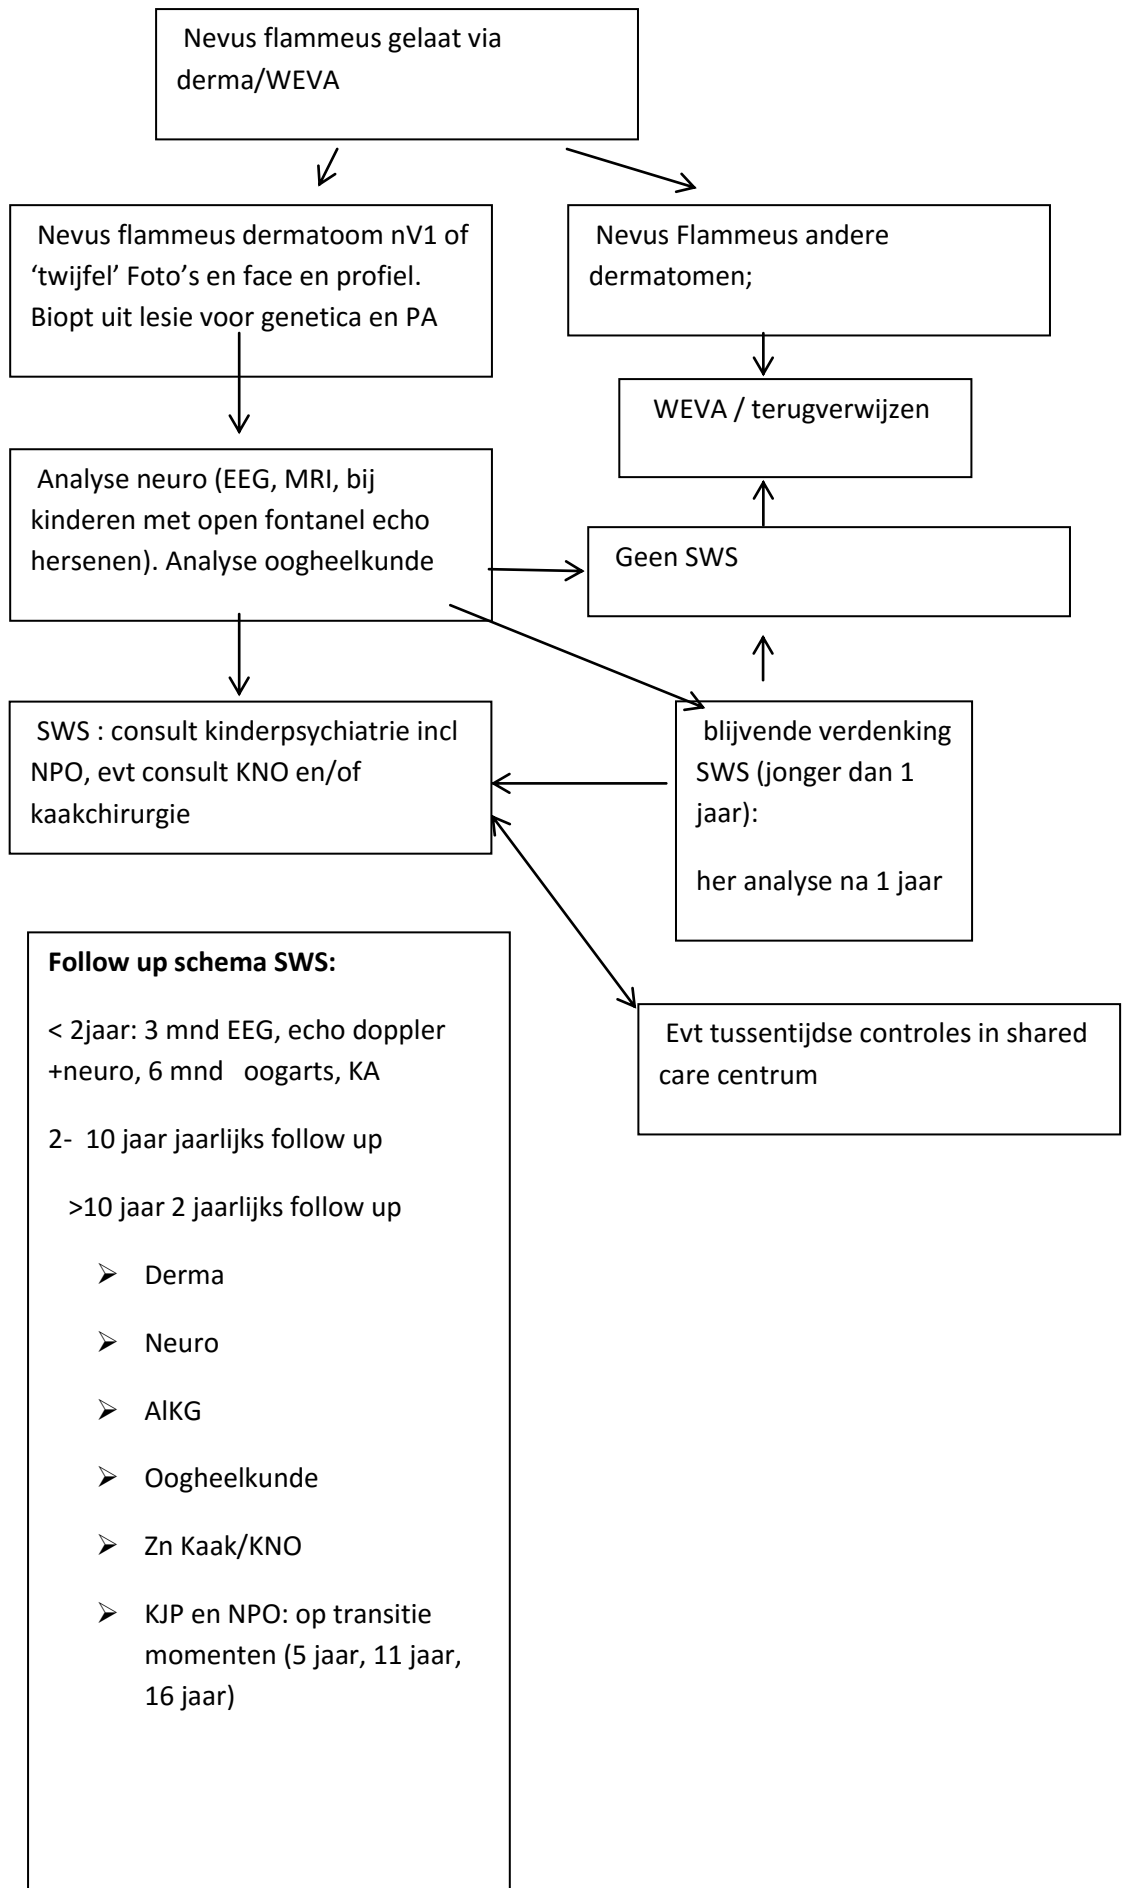 Nevus flammeus gelaat via
derma/WEVA
Nevus flammeus dermatoom nV1 of
‘twijfel’ Foto’s en face en profiel.
Biopt uit lesie voor genetica en PA
Nevus Flammeus andere
dermatomen;
WEVA / terugverwijzen
Analyse neuro (EEG, MRI, bij
kinderen met open fontanel echo
hersenen). Analyse oogheelkunde
Geen SWS
SWS : consult kinderpsychiatrie incl
NPO, evt consult KNO en/of
kaakchirurgie
blijvende verdenking
SWS (jonger dan 1
jaar):
her analyse na 1 jaar
Follow up schema SWS:
< 2jaar: 3 mnd EEG, echo doppler
+neuro, 6 mnd oogarts, KA
2- 10 jaar jaarlijks follow up
>10 jaar 2 jaarlijks follow up
➢ Derma
➢ Neuro
➢ AlKG
➢ Oogheelkunde
➢ Zn Kaak/KNO
➢ KJP en NPO: op transitie
momenten (5 jaar, 11 jaar,
16 jaar)
Evt tussentijdse controles in shared
care centrum